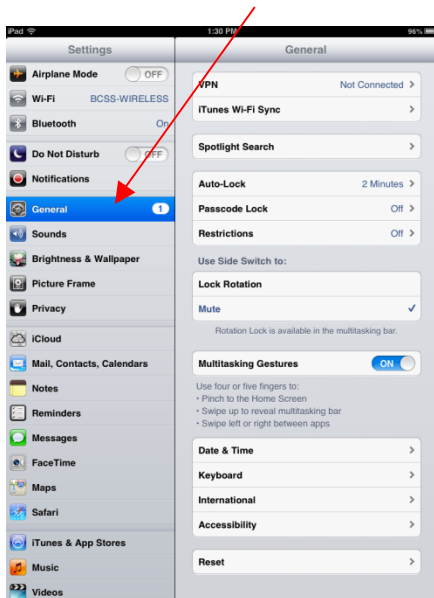 iPad 1:30 PM 96%
Settings
Airplane Mode OFF
Wi-Fi BCSS-WIRELESS
Bluetooth On
Do Not Disturb OFF
Notifications
General 1
Sounds
Brightness & Wallpaper
Picture Frame
Privacy
iCloud
Mail, Contacts, Calendars
Notes
Reminders
Messages
FaceTime
Maps
Safari
iTunes & App Stores
Music
Videos
General
VPN Not Connected
iTunes Wi-Fi Sync
Spotlight Search
Auto-Lock 2 Minutes
Passcode Lock Off
Restrictions Off
Use Side Switch to:
Lock Rotation
Mute
Rotation Lock is available in the multitasking bar.
Multitasking Gestures ON
Use four or five fingers to:
• Pinch to the Home Screen
• Swipe up to reveal multitasking bar
• Swipe left or right between apps
Date & Time
Keyboard
International
Accessibility
Reset